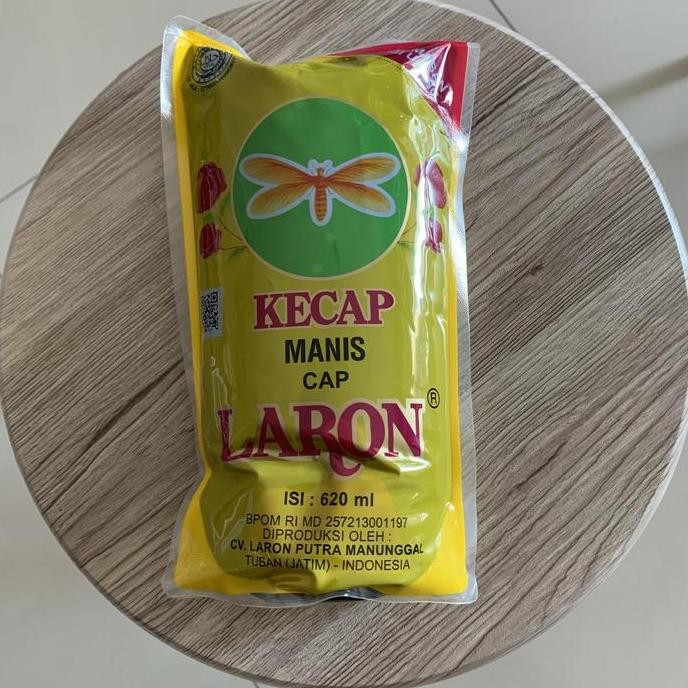 KECAP
MANIS
CAP
LARON ®
ISI : 620 ml
BPOM RI MD 257213001197
DIPRODUKSI OLEH :
CV. LARON PUTRA MANUNGGAL
TUBAN (JATIM) - INDONESIA